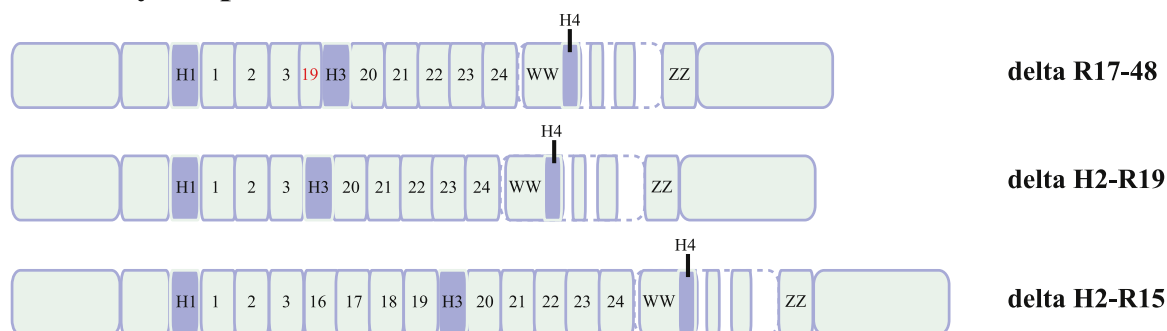 H4
H1 1 2 3 19 H3 20 21 22 23 24 WW ZZ delta R17-48
H4
H1 1 2 3 H3 20 21 22 23 24 WW ZZ delta H2-R19
H4
H1 1 2 3 16 17 18 19 H3 20 21 22 23 24 WW ZZ delta H2-R15